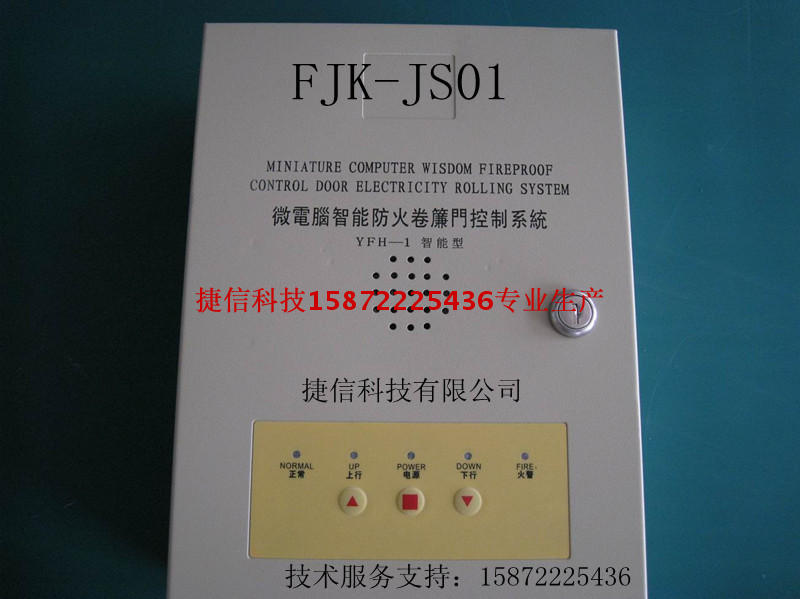 FJK-JS01
MINIATURE COMPUTER WISDOM FIREPROOF
CONTROL DOOR ELECTRICITY ROLLING SYSTEM
微電腦智能防火卷簾門控制系統
YFH—1 智能型
捷信科技15872225436专业生产
捷信科技有限公司
NORMAL UP POWER DOWN FIRE:
正常 上行 电源 下行 火警
技术服务支持：15872225436